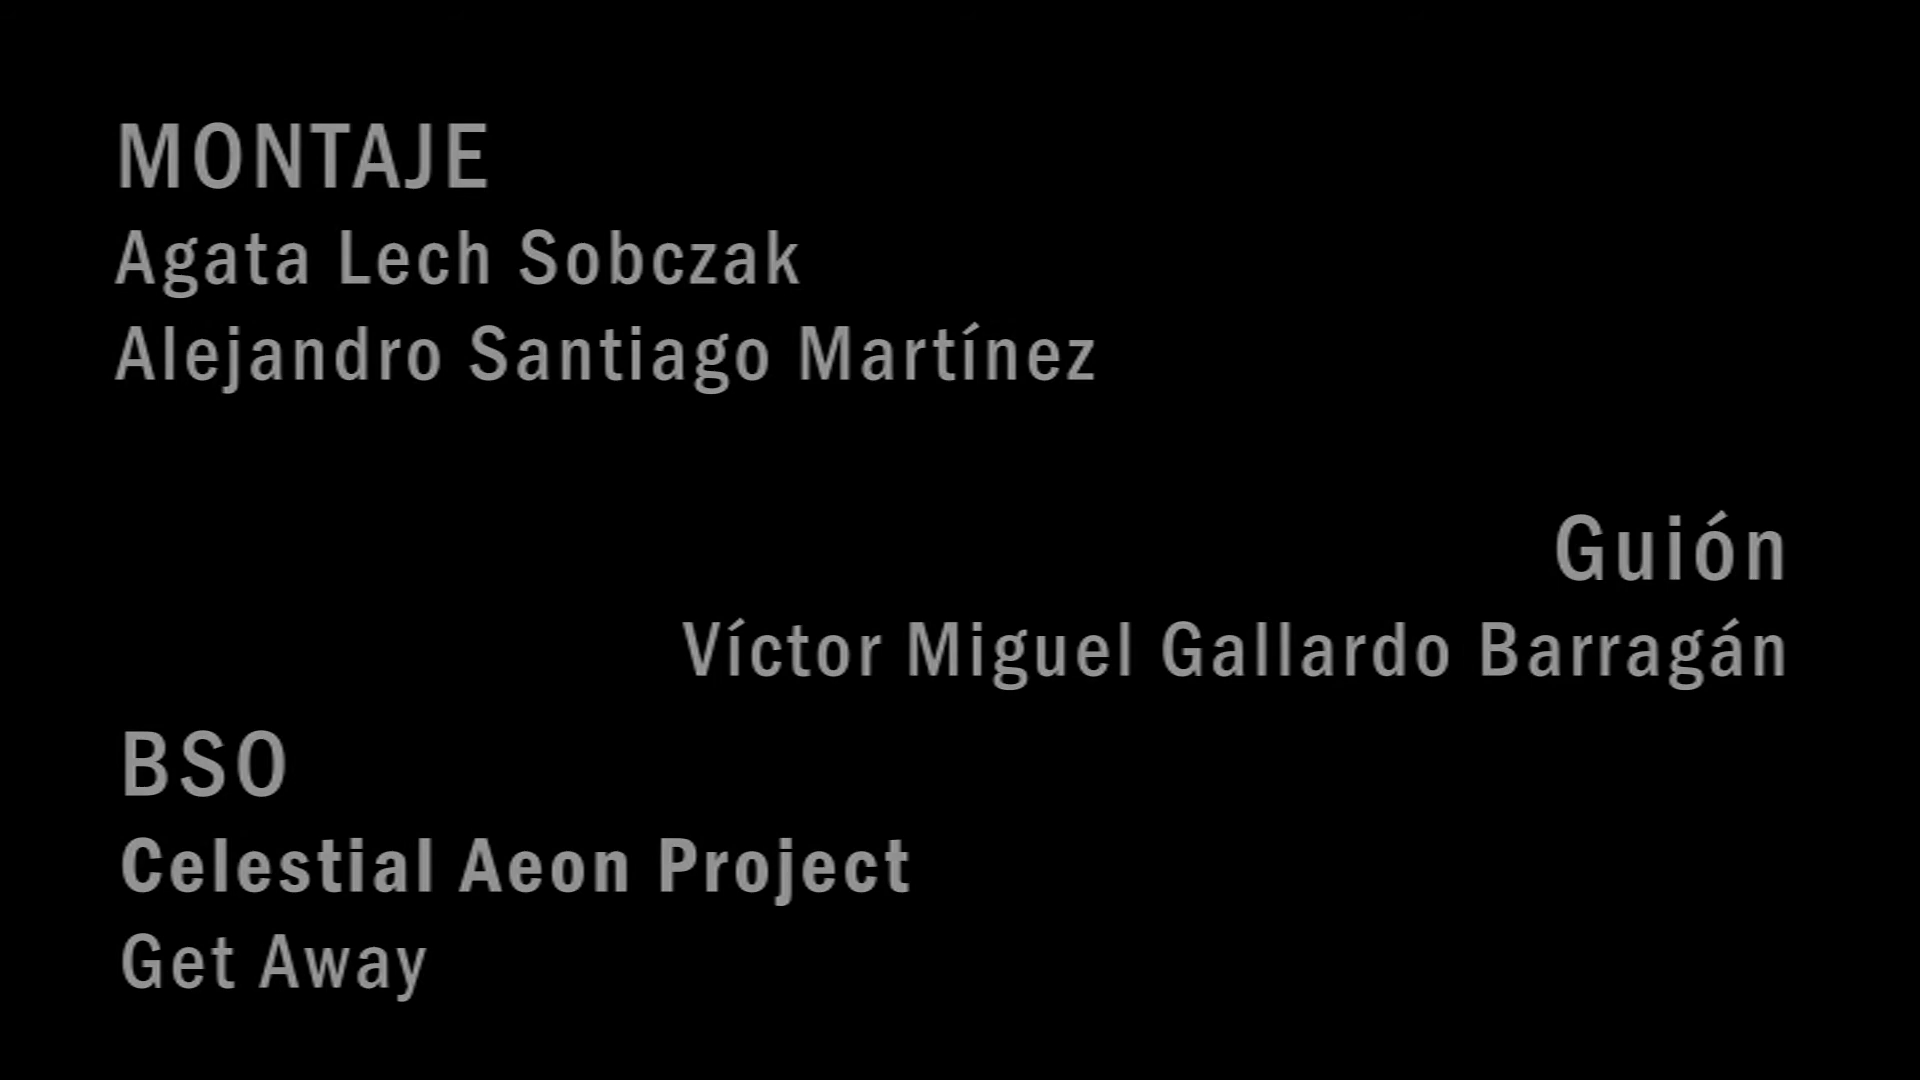 MONTAJE
Agata Lech Sobczak
Alejandro Santiago Martínez
Guión
Víctor Miguel Gallardo Barragán
BSO
Celestial Aeon Project
Get Away